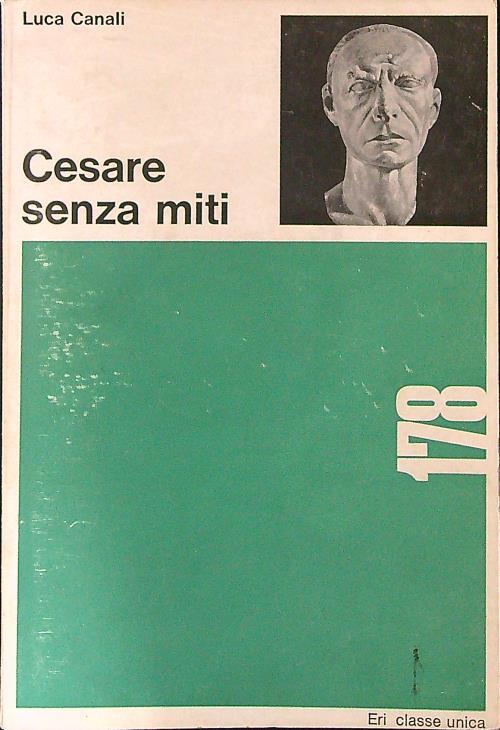 Luca Canali
Cesare
senza miti
178
Eri classe unica